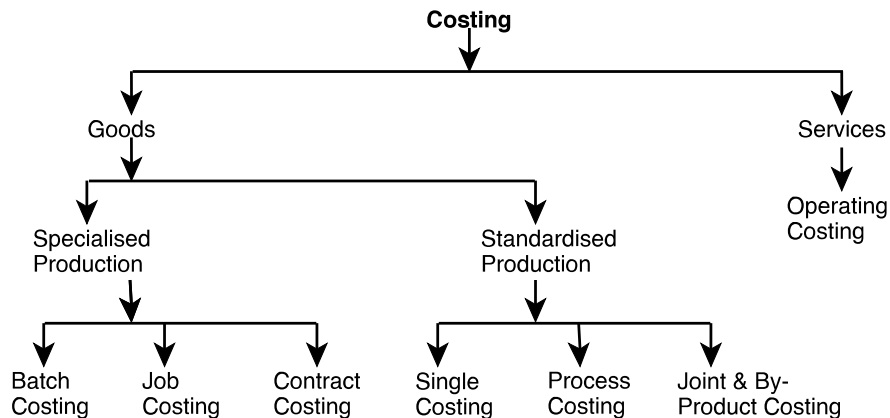 Costing
Goods
Services
Operating
Costing
Specialised
Production
Standardised
Production
Batch
Costing
Job
Costing
Contract
Costing
Single
Costing
Process
Costing
Joint & By-
Product Costing